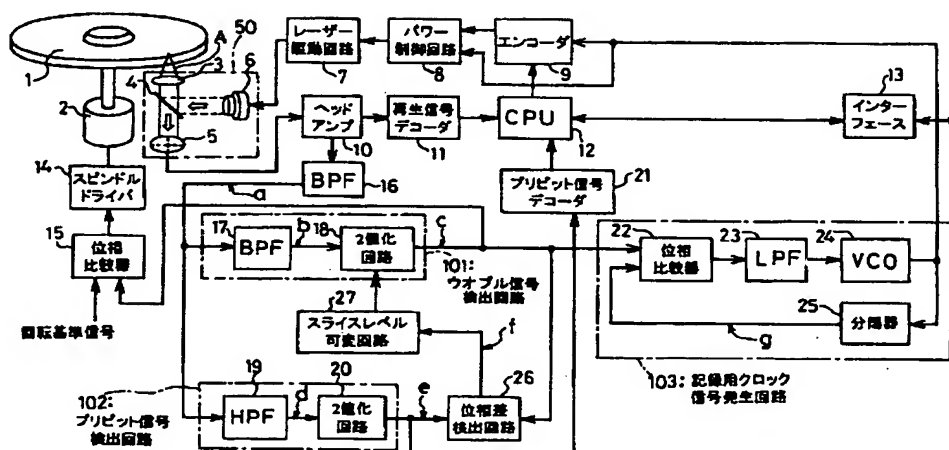 1
2
A
50
3
4
5
6
レーザー
駆動回路
7
パワー
制御回路
8
エンコーダ
9
ヘッド
アンプ
10
再生信号
デコーダ
11
CPU
12
13
インター
フェース
14
スピンドル
ドライバ
15
位相
比較器
回転基準信号
BPF
16
a
プリピット信号
デコーダ
21
17
BPF
b
18
2値化
回路
c
101:
ウオブル信号
検出回路
27
スライスレベル
可変回路
f
102:
プリピット信号
検出回路
19
HPF
d
20
2値化
回路
e
26
位相差
検出回路
22
位相
比較器
23
LPF
24
VCO
25
分周器
g
103:記録用クロック
信号発生回路